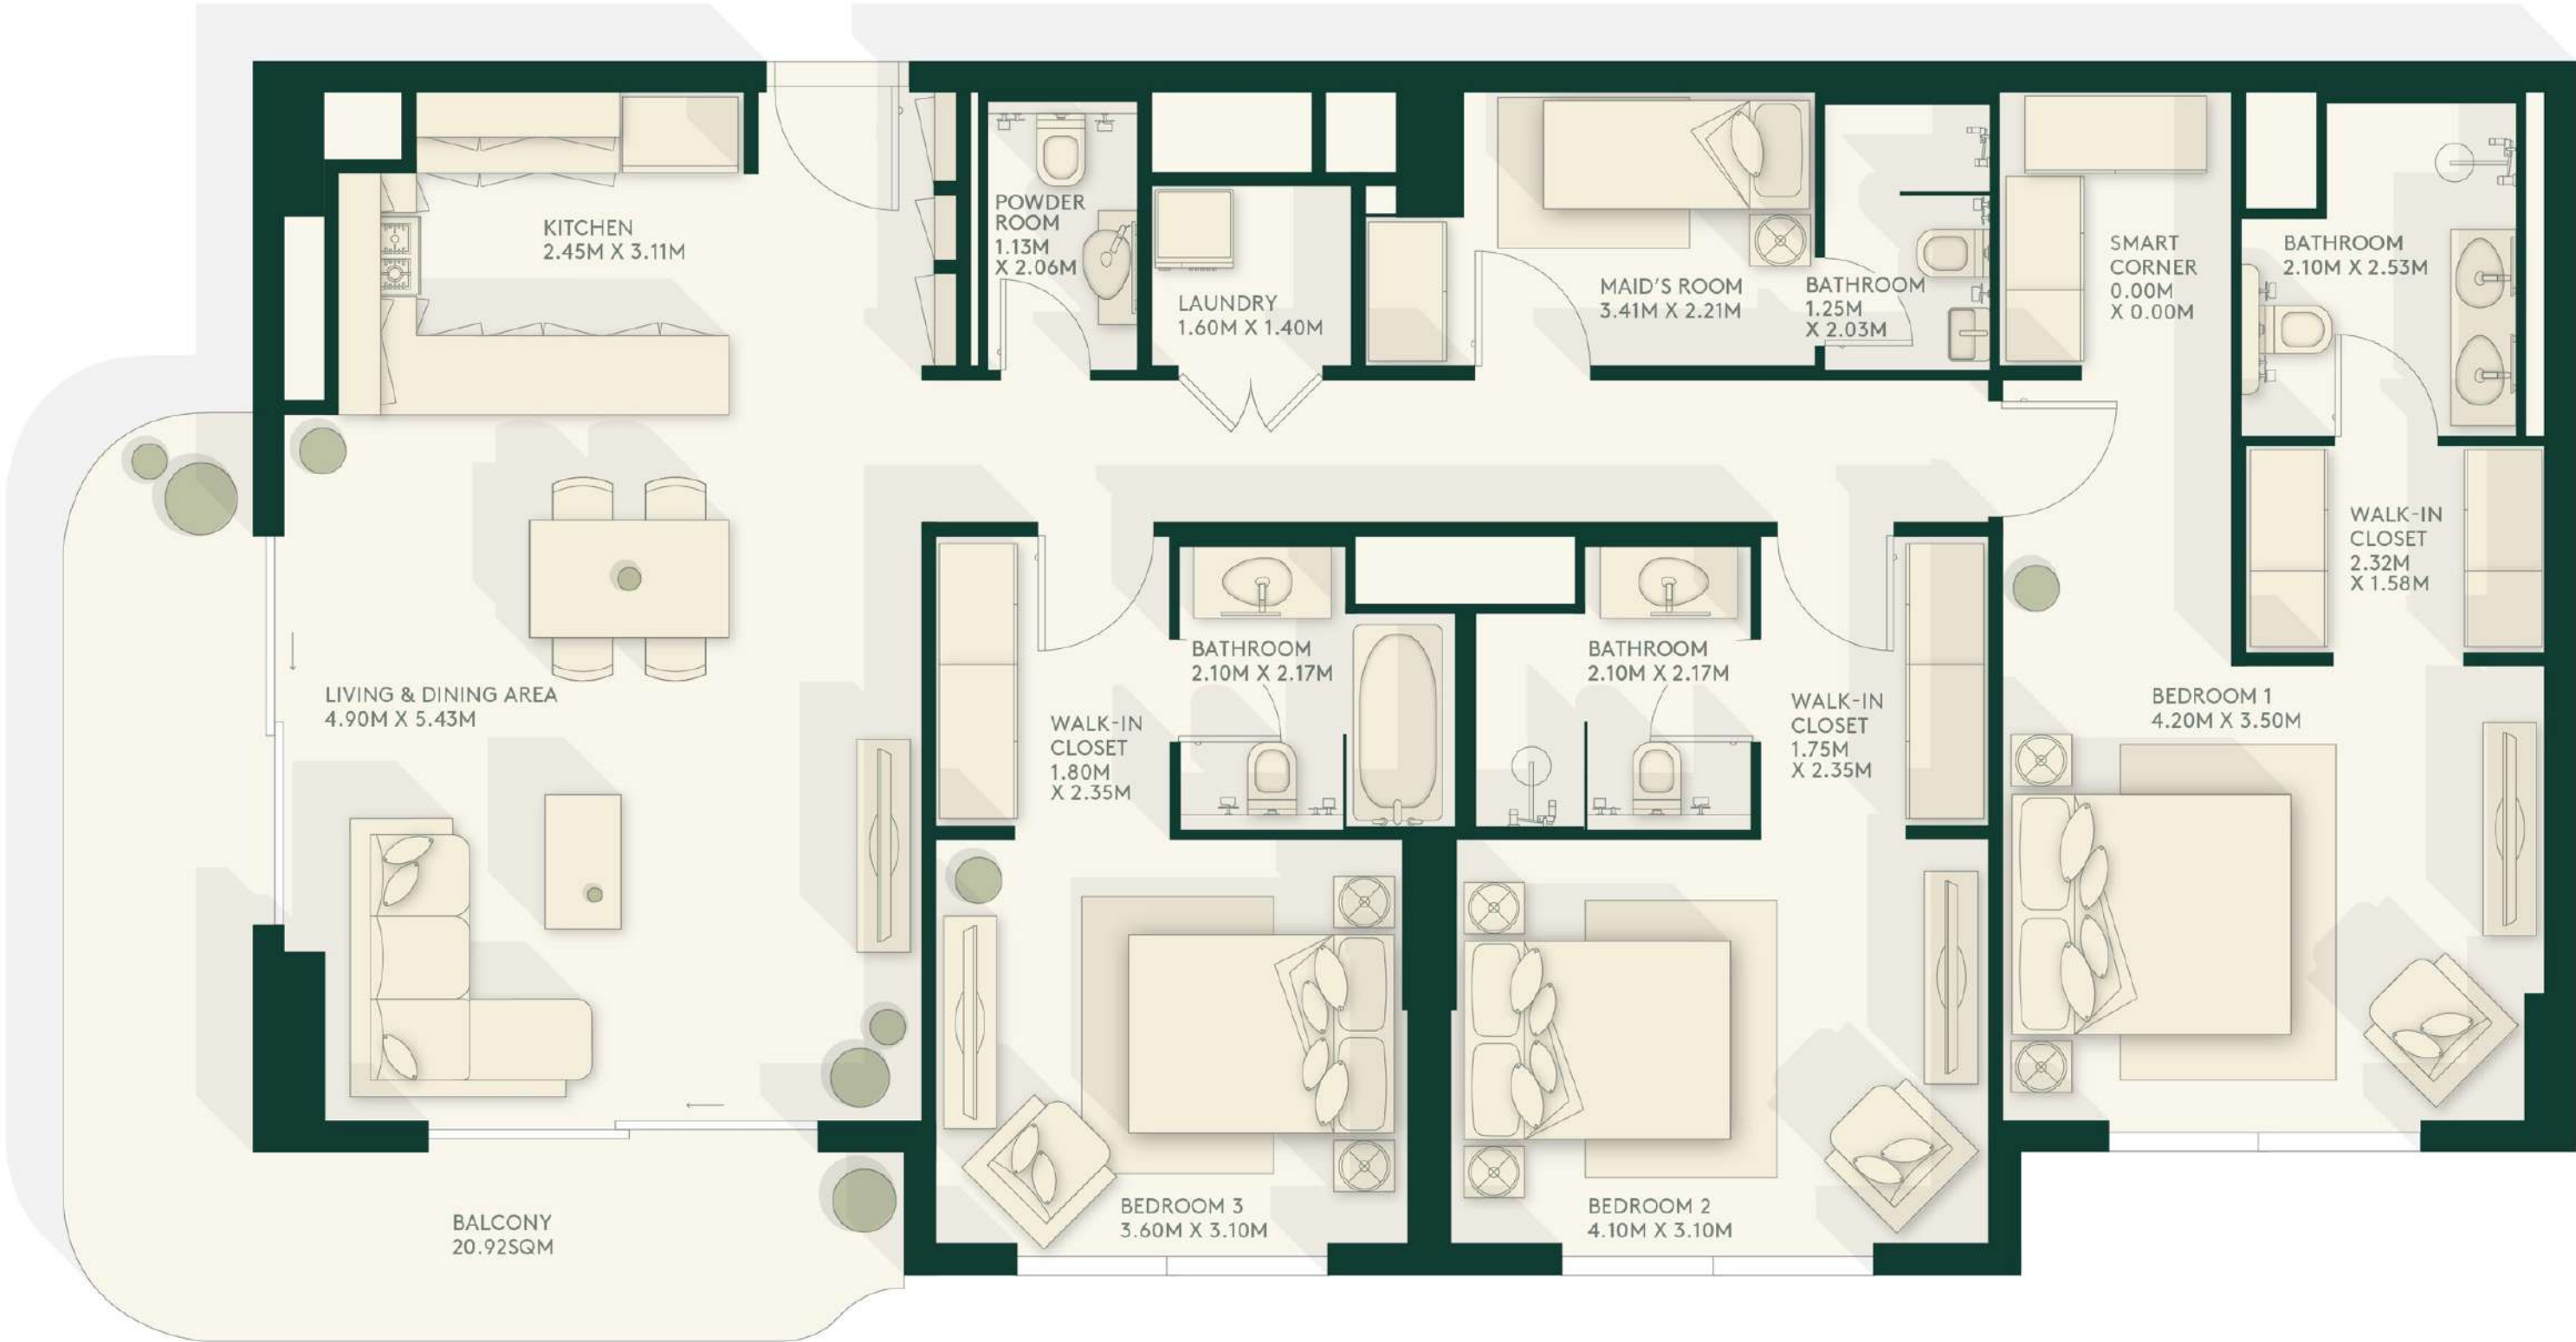 KITCHEN
2.45M X 3.11M
POWDER
ROOM
1.13M
X 2.06M
LAUNDRY
1.60M X 1.40M
MAID'S ROOM
3.41M X 2.21M
BATHROOM
1.25M
X 2.03M
SMART
CORNER
0.00M
X 0.00M
BATHROOM
2.10M X 2.53M
WALK-IN
CLOSET
2.32M
X 1.58M
LIVING & DINING AREA
4.90M X 5.43M
WALK-IN
CLOSET
1.80M
X 2.35M
BATHROOM
2.10M X 2.17M
BATHROOM
2.10M X 2.17M
WALK-IN
CLOSET
1.75M
X 2.35M
BEDROOM 1
4.20M X 3.50M
BALCONY
20.92SQM
BEDROOM 3
3.60M X 3.10M
BEDROOM 2
4.10M X 3.10M